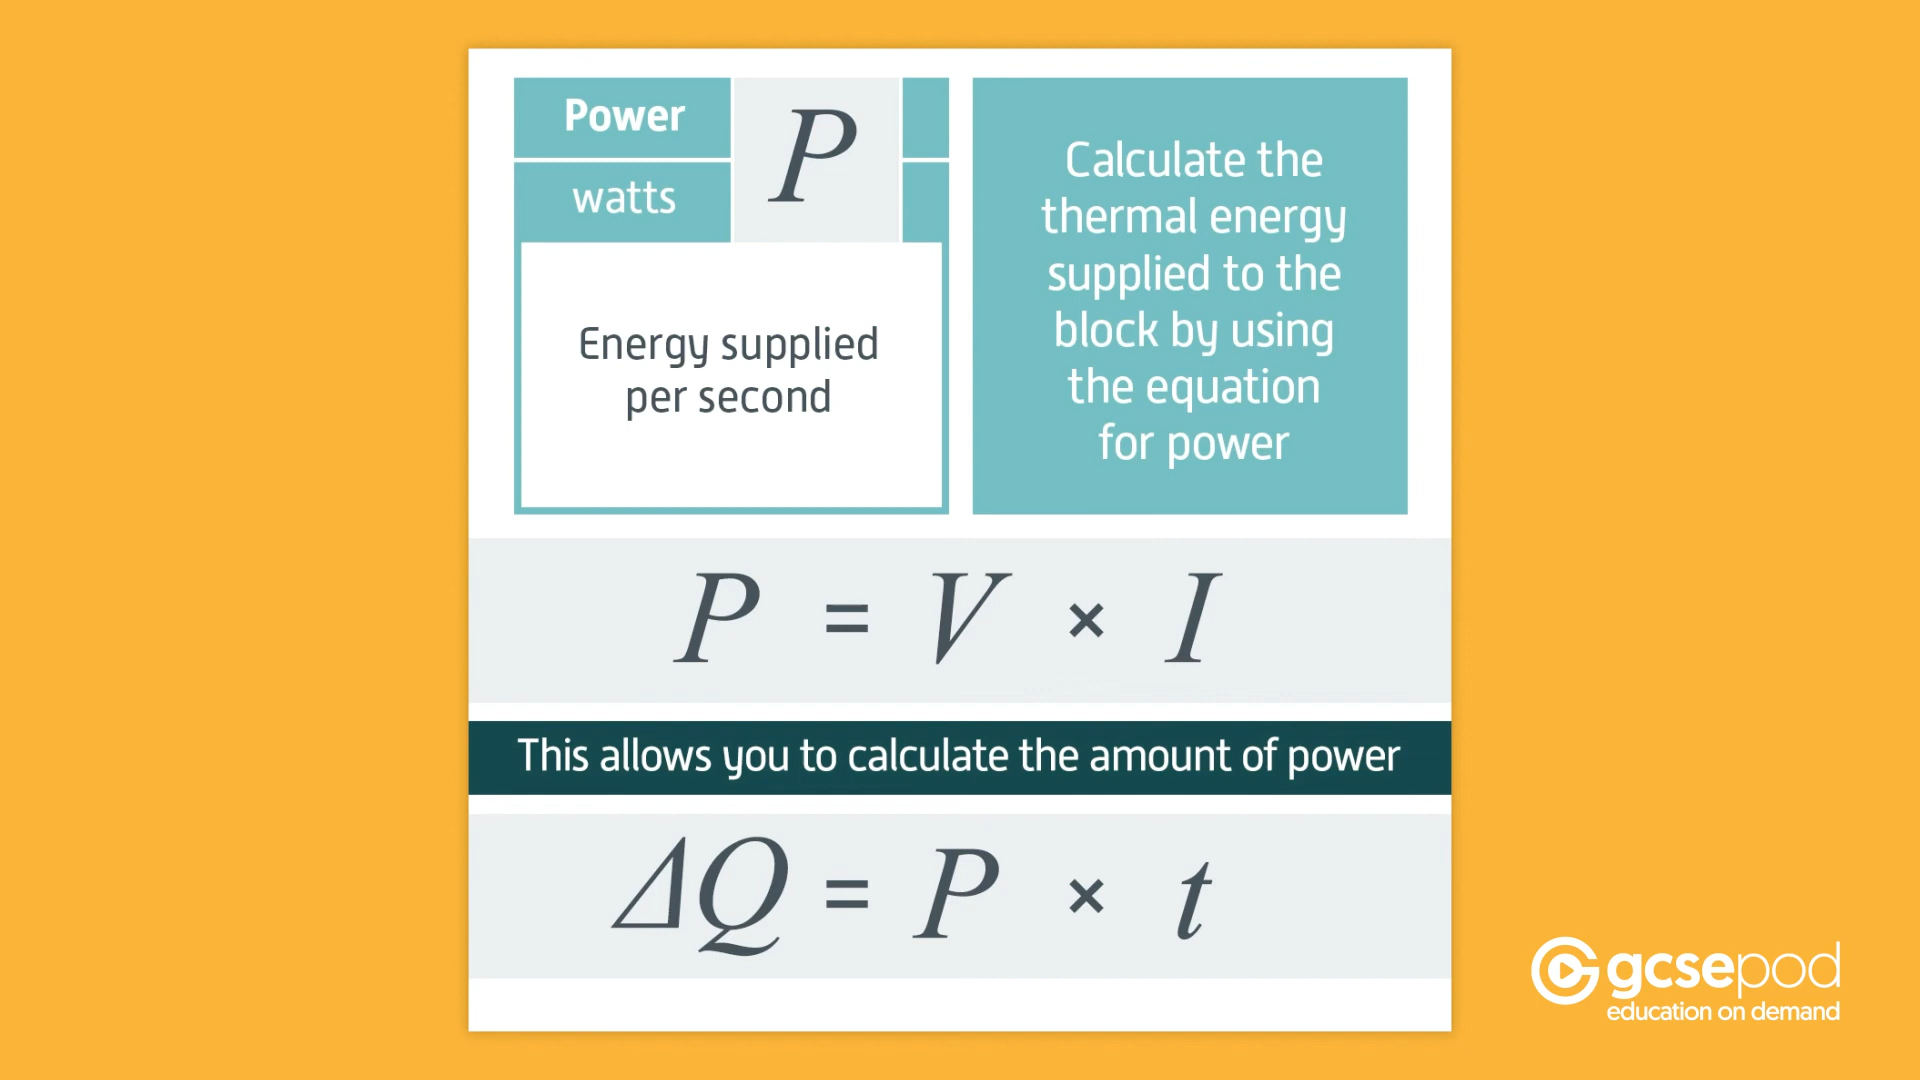 Power
watts
P
Energy supplied
per second
Calculate the
thermal energy
supplied to the
block by using
the equation
for power
P = V × I
This allows you to calculate the amount of power
ΔQ = P × t
gcsepod
education on demand